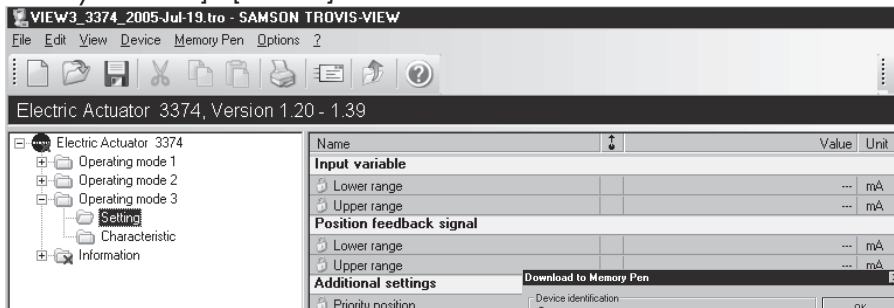 VIEW3_3374_2005-Jul-19.tro - SAMSON TROVIS-VIEW
File Edit View Device Memory Pen Options ?
Electric Actuator 3374, Version 1.20 - 1.39
Electric Actuator 3374
Operating mode 1
Operating mode 2
Operating mode 3
Setting
Characteristic
Information
Name Value Unit
Input variable
Lower range --- mA
Upper range --- mA
Position feedback signal
Lower range --- mA
Upper range --- mA
Additional settings
Priority position
Download to Memory Pen
Device identification
OK